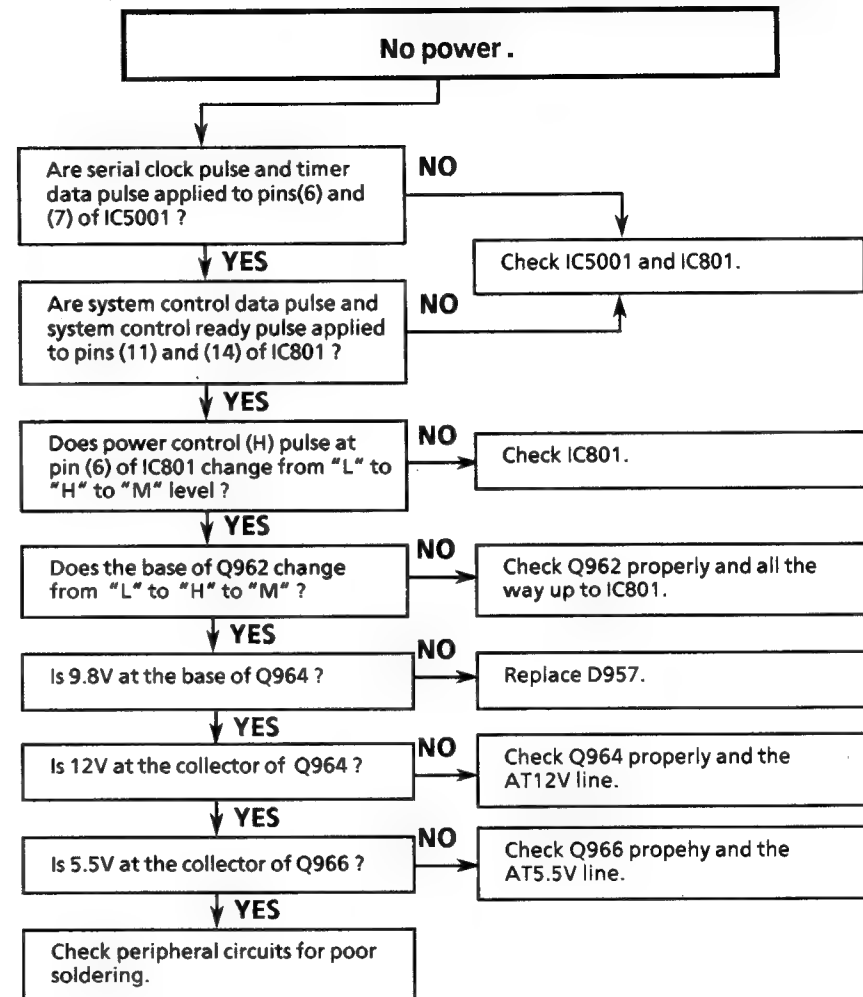 No power .
Are serial clock pulse and timer
data pulse applied to pins(6) and
(7) of IC5001 ?
NO
YES
Check IC5001 and IC801.
Are system control data pulse and
system control ready pulse applied
to pins (11) and (14) of IC801 ?
NO
YES
Does power control (H) pulse at
pin (6) of IC801 change from "L" to
"H" to "M" level ?
NO
Check IC801.
YES
Does the base of Q962 change
from "L" to "H" to "M" ?
NO
Check Q962 properly and all the
way up to IC801.
YES
Is 9.8V at the base of Q964 ?
NO
Replace D957.
YES
Is 12V at the collector of Q964 ?
NO
Check Q964 properly and the
AT12V line.
YES
Is 5.5V at the collector of Q966 ?
NO
Check Q966 propehy and the
AT5.5V line.
YES
Check peripheral circuits for poor
soldering.